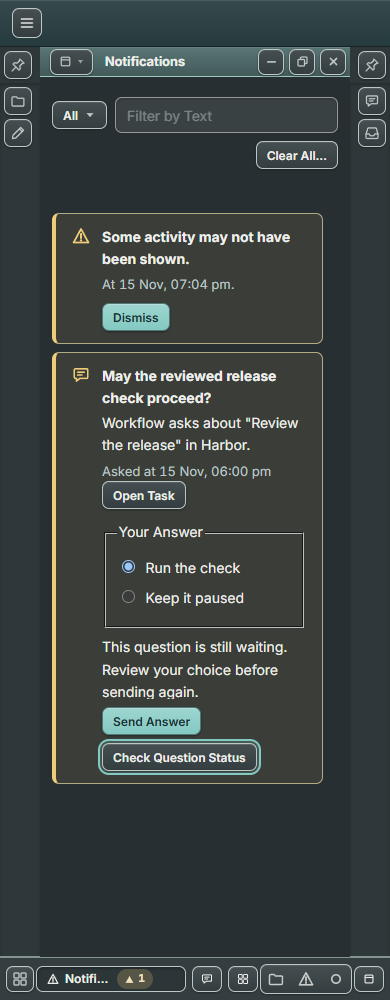 Notifications
All
Filter by Text
Clear All...
Some activity may not have
been shown.
At 15 Nov, 07:04 pm.
Dismiss
May the reviewed release
check proceed?
Workflow asks about "Review
the release" in Harbor.
Asked at 15 Nov, 06:00 pm
Open Task
Your Answer
Run the check
Keep it paused
This question is still waiting.
Review your choice before
sending again.
Send Answer
Check Question Status
Notifi... 1